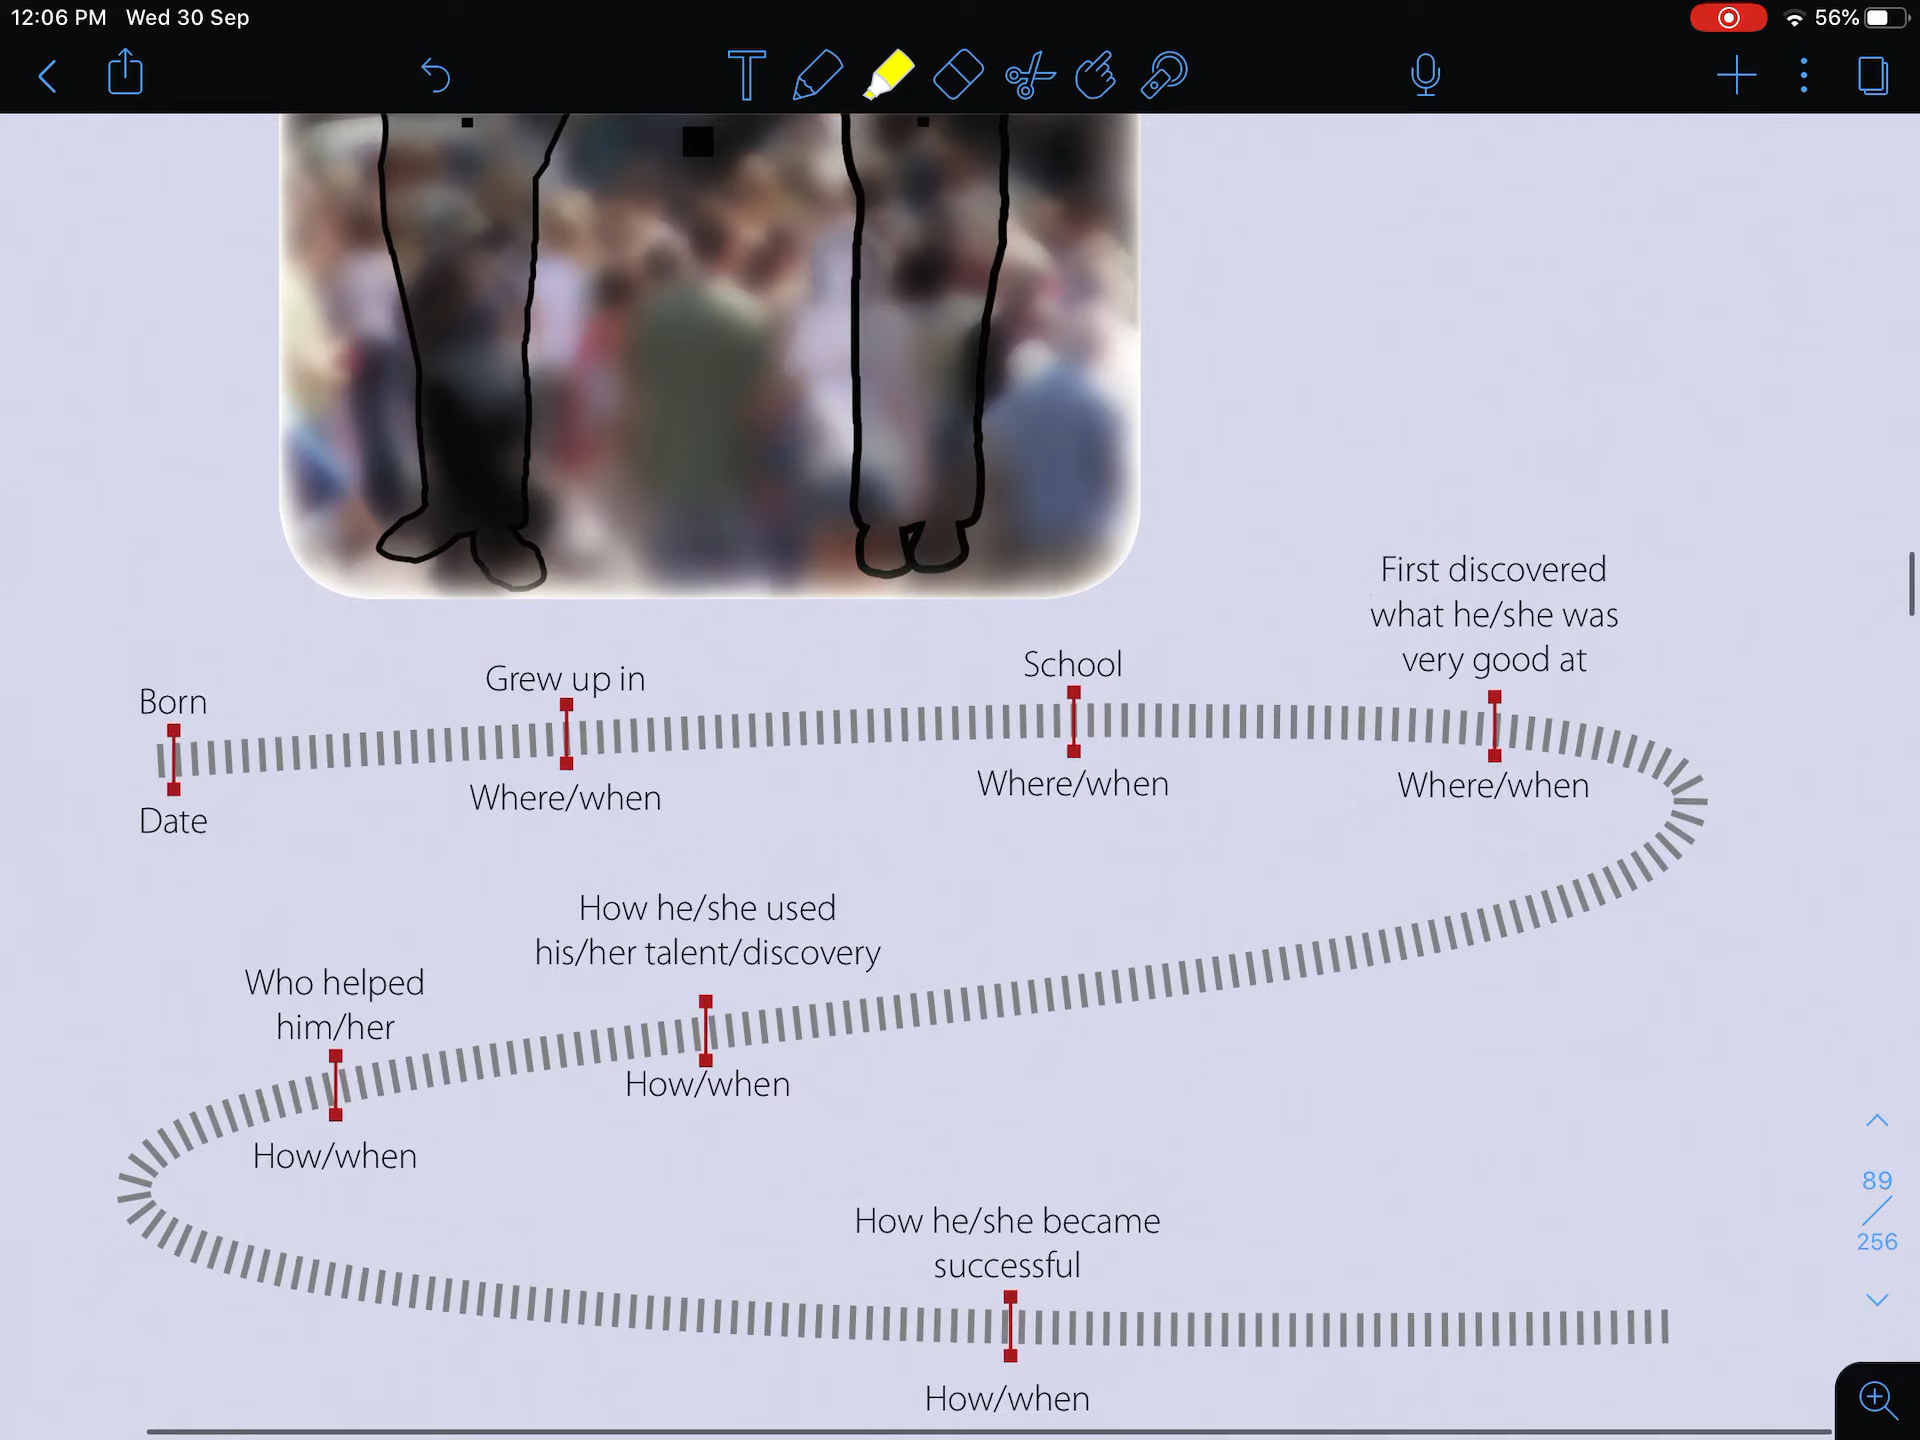 12:06 PM Wed 30 Sep
56%
First discovered
what he/she was
very good at
School
Grew up in
Born
Where/when
Where/when
Where/when
Date
How he/she used
his/her talent/discovery
Who helped
him/her
How/when
How/when
How he/she became
successful
How/when
89
256